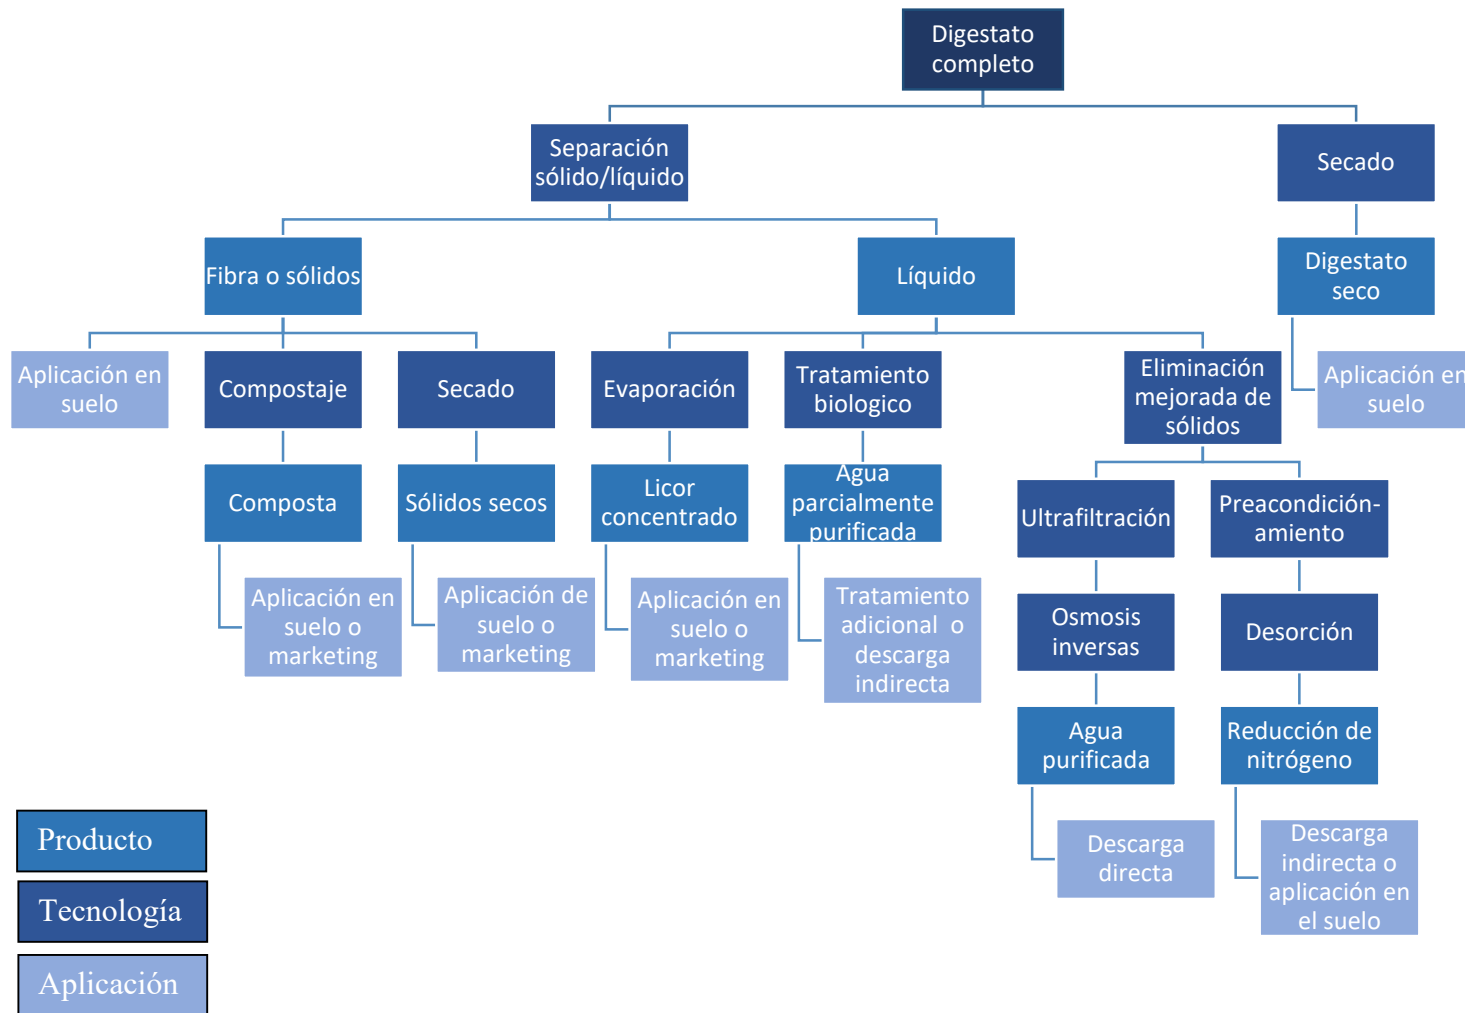 Digestato
completo
Separación
sólido/líquido
Secado
Fibra o sólidos
Líquido
Digestato
seco
Aplicación en
suelo
Compostaje
Secado
Evaporación
Tratamiento
biologico
Eliminación
mejorada de
sólidos
Aplicación en
suelo
Composta
Sólidos secos
Licor
concentrado
Agua
parcialmente
purificada
Ultrafiltración
Preacondición-
amiento
Aplicación en
suelo o
marketing
Aplicación de
suelo o
marketing
Aplicación en
suelo o
marketing
Tratamiento
adicional o
descarga
indirecta
Osmosis
inversas
Desorción
Agua
purificada
Reducción de
nitrógeno
Descarga
directa
Descarga
indirecta o
aplicación en
el suelo
Producto
Tecnología
Aplicación